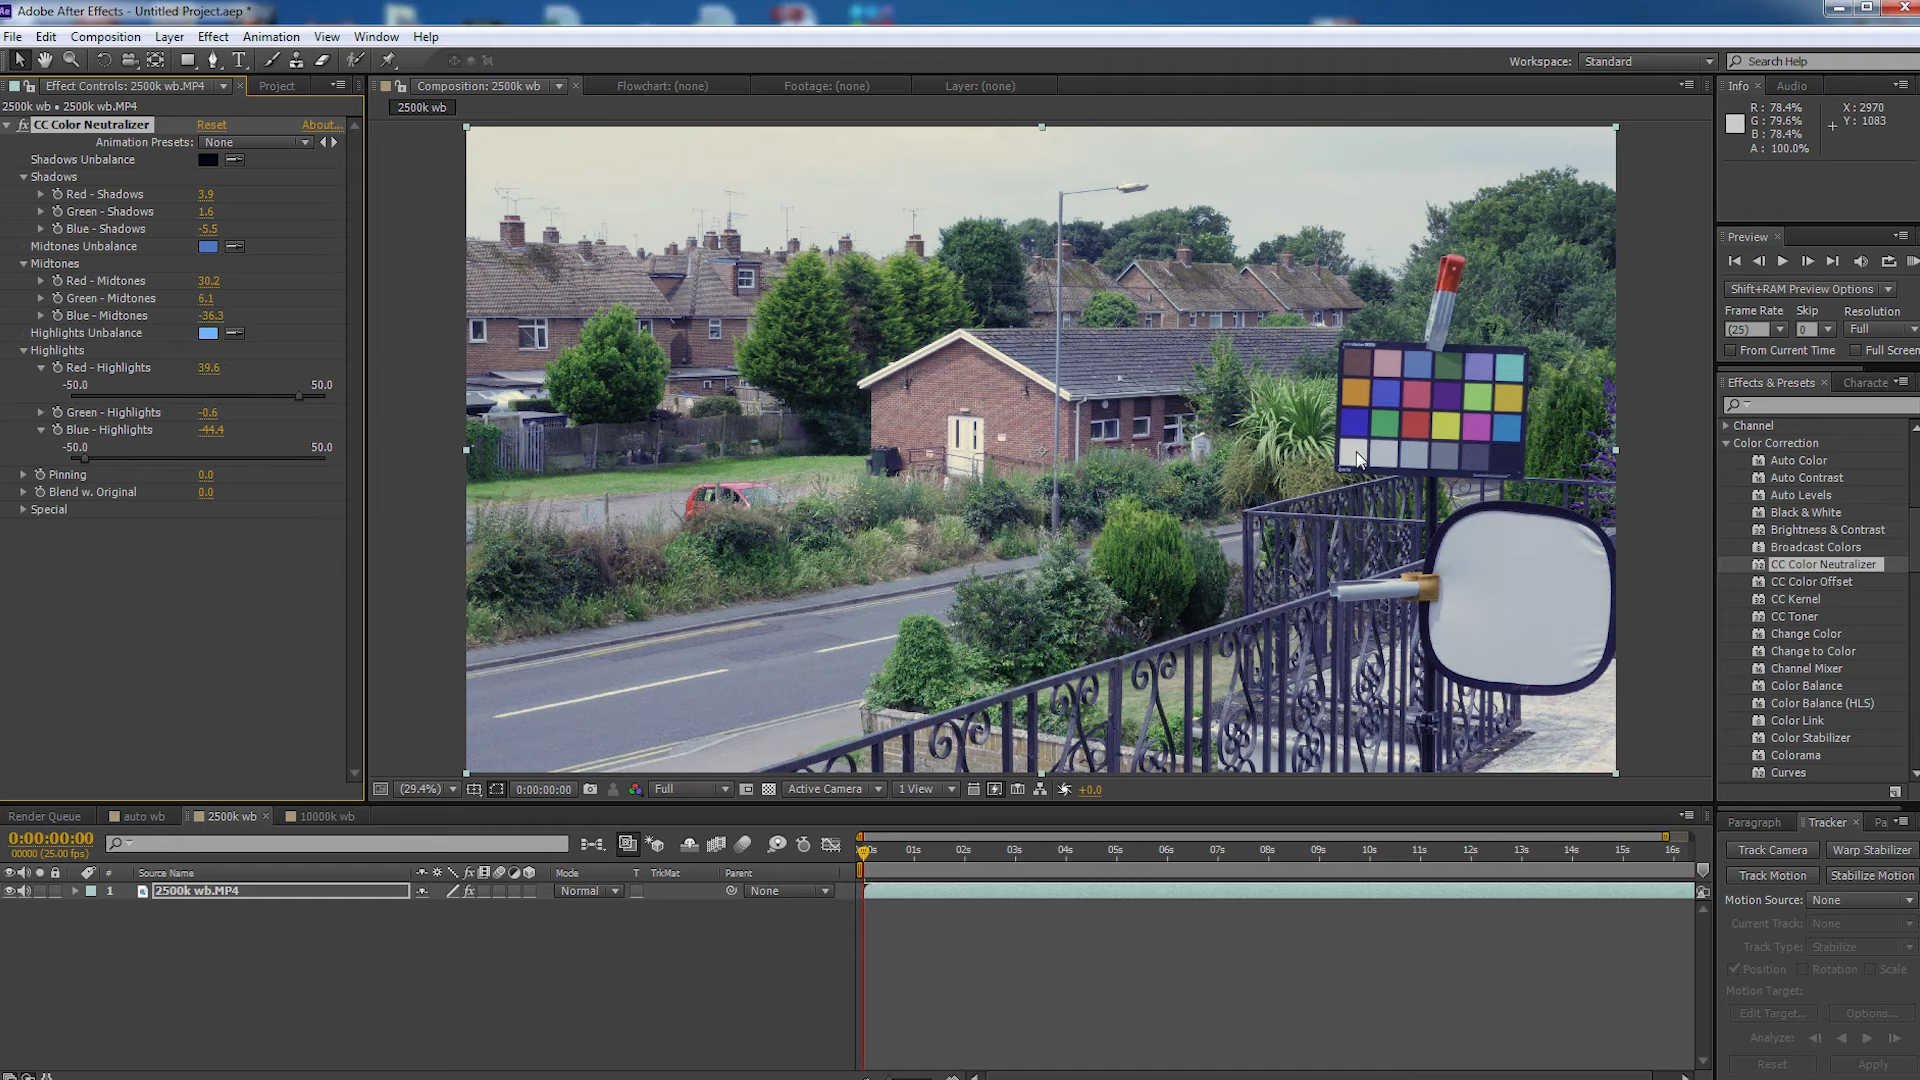 Adobe After Effects - Untitled Project.aep *
File Edit Composition Layer Effect Animation View Window Help
Workspace: Standard
Search Help
Effect Controls: 2500k wb.MP4
Project
2500k wb • 2500k wb.MP4
fx CC Color Neutralizer Reset About...
Animation Presets: None
Shadows Unbalance
Shadows
Red - Shadows 3.9
Green - Shadows 1.6
Blue - Shadows -5.5
Midtones Unbalance
Midtones
Red - Midtones 30.2
Green - Midtones 6.1
Blue - Midtones -36.3
Highlights Unbalance
Highlights
Red - Highlights 39.6
-50.0 50.0
Green - Highlights -0.6
Blue - Highlights -44.4
-50.0 50.0
Pinning 0.0
Blend w. Original 0.0
Special
Composition: 2500k wb
Flowchart: (none)
Footage: (none)
Layer: (none)
2500k wb
(29.4%) 0:00:00:00 Full Active Camera 1 View +0.0
Info Audio
R: 78.4% X: 2970
G: 79.6% Y: 1083
B: 78.4%
A: 100.0%
Preview
Shift+RAM Preview Options
Frame Rate Skip Resolution
(25) 0 Full
From Current Time Full Screen
Effects & Presets Characte
Channel
Color Correction
Auto Color
Auto Contrast
Auto Levels
Black & White
Brightness & Contrast
Broadcast Colors
CC Color Neutralizer
CC Color Offset
CC Kernel
CC Toner
Change Color
Change to Color
Channel Mixer
Color Balance
Color Balance (HLS)
Color Link
Color Stabilizer
Colorama
Curves
Render Queue auto wb 2500k wb 10000k wb
0:00:00:00
00000 (25.00 fps)
# Source Name Mode T TrkMat Parent
1 2500k wb.MP4 Normal None
01s 02s 03s 04s 05s 06s 07s 08s 09s 10s 11s 12s 13s 14s 15s 16s
Paragraph Tracker Pa
Track Camera Warp Stabilizer
Track Motion Stabilize Motion
Motion Source: None
Current Track: None
Track Type: Stabilize
Position Rotation Scale
Motion Target:
Edit Target... Options...
Analyze:
Reset Apply